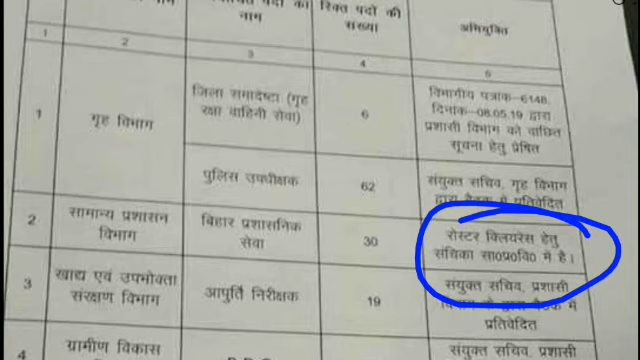 नाम
रिक्त पदों की
संख्या
अभियुक्ति
1
2
3
4
5
1
गृह विभाग
जिला समादेष्टा (गृह
रक्षा वाहिनी सेवा)
6
विभागीय पत्रांक-6148,
दिनांक-08.05.19 द्वारा
प्रशासी विभाग को वांछित
सूचना हेतु प्रेषित
पुलिस उपाधीक्षक
62
संयुक्त सचिव, गृह विभाग
द्वारा बैठक में प्रतिवेदित
2
सामान्य प्रशासन
विभाग
बिहार प्रशासनिक
सेवा
30
रोस्टर क्लियरेंस हेतु
संचिका सा0प्र0वि0 में है।
3
खाद्य एवं उपभोक्ता
संरक्षण विभाग
आपुर्ति निरीक्षक
19
संयुक्त सचिव, प्रशासी
विभाग के द्वारा बैठक में
प्रतिवेदित
4
ग्रामीण विकास
संयुक्त सचिव, प्रशासी